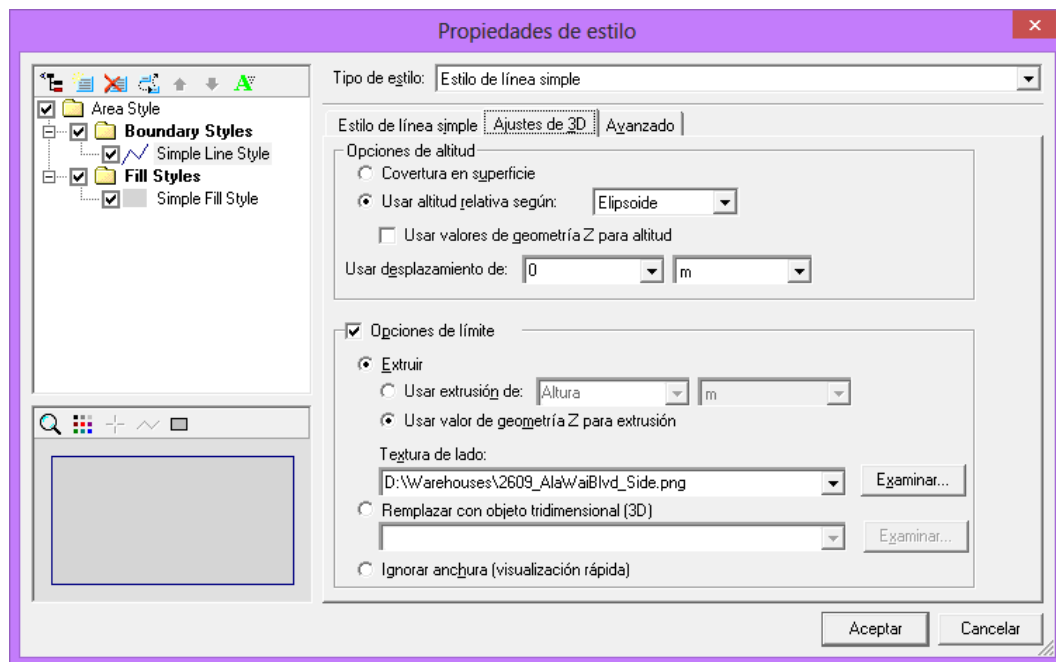 Propiedades de estilo
Tipo de estilo: Estilo de línea simple
Area Style
Boundary Styles
Simple Line Style
Fill Styles
Simple Fill Style
Estilo de línea simple Ajustes de 3D Avanzado
Opciones de altitud
Covertura en superficie
Usar altitud relativa según: Elipsoide
Usar valores de geometría Z para altitud
Usar desplazamiento de: 0 m
Opciones de límite
Extruir
Usar extrusión de: Altura m
Usar valor de geometría Z para extrusión
Textura de lado:
D:\Warehouses\2609_AlaWaiBlvd_Side.png Examinar...
Remplazar con objeto tridimensional (3D)
Examinar...
Ignorar anchura (visualización rápida)
Aceptar Cancelar